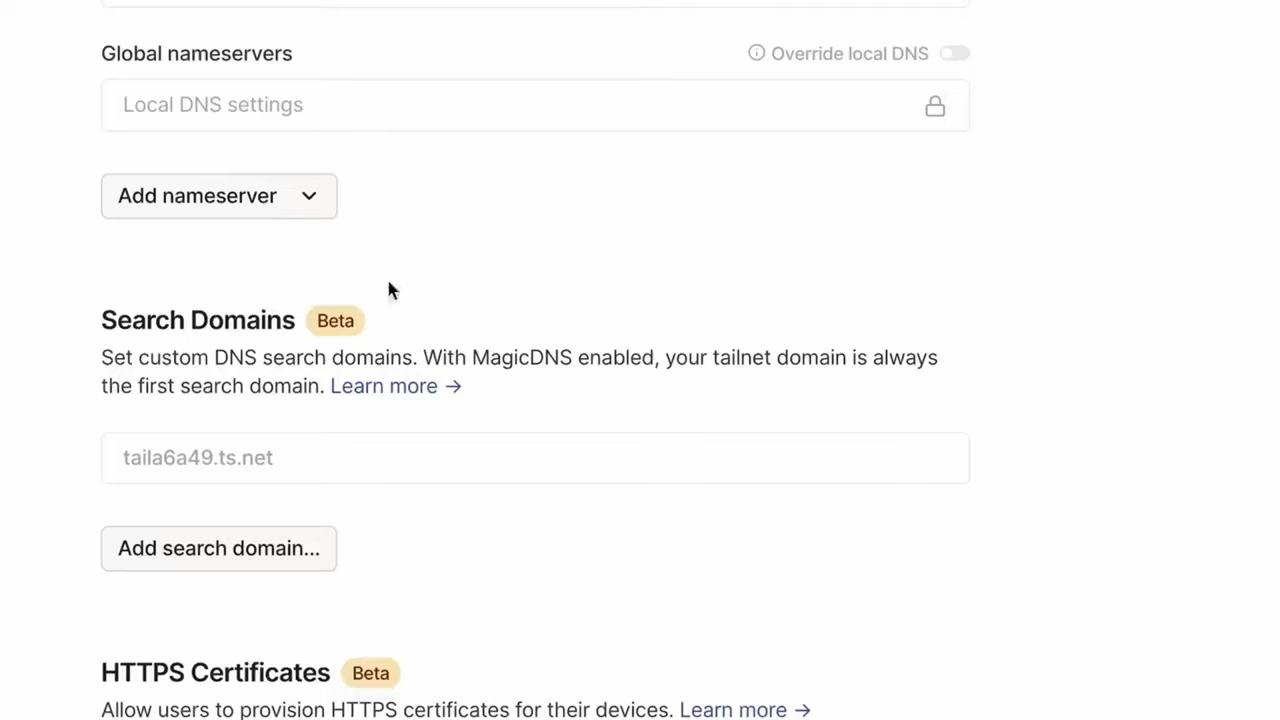 Global nameservers
Override local DNS
Local DNS settings
Add nameserver
Search Domains Beta
Set custom DNS search domains. With MagicDNS enabled, your tailnet domain is always
the first search domain. Learn more →
taila6a49.ts.net
Add search domain...
HTTPS Certificates Beta
Allow users to provision HTTPS certificates for their devices. Learn more →